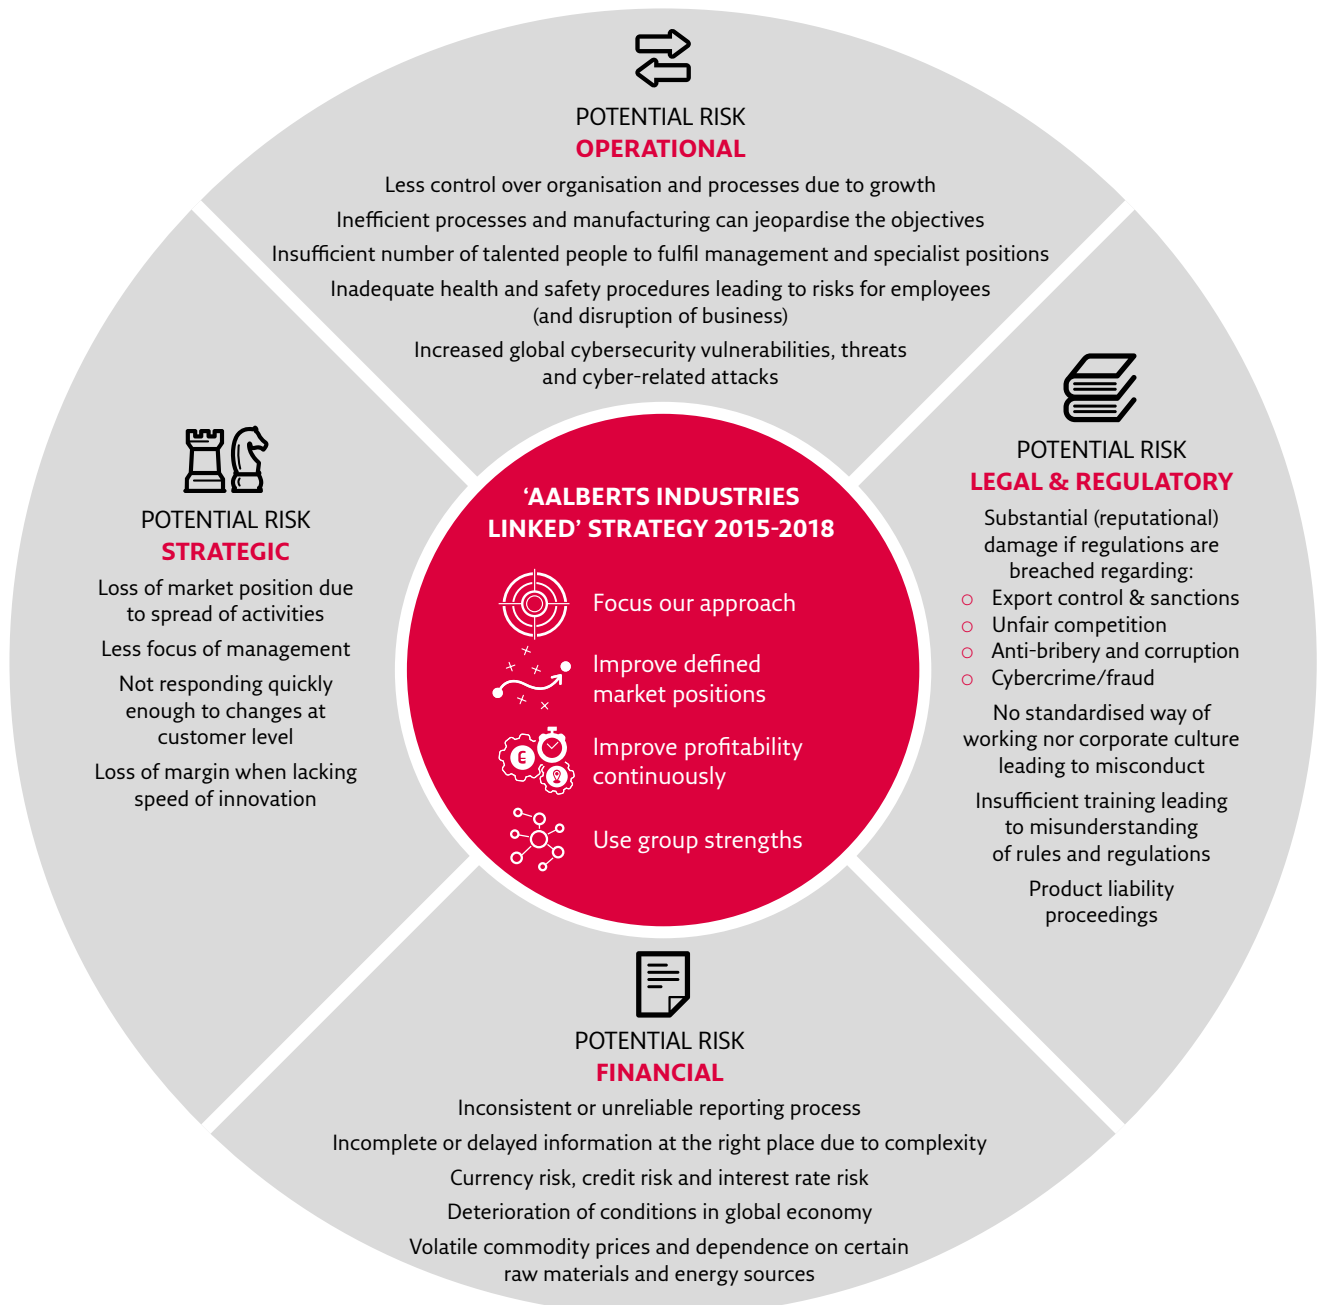 POTENTIAL RISK
OPERATIONAL
Less control over organisation and processes due to growth
Inefficient processes and manufacturing can jeopardise the objectives
Insufficient number of talented people to fulfil management and specialist positions
Inadequate health and safety procedures leading to risks for employees
(and disruption of business)
Increased global cybersecurity vulnerabilities, threats
and cyber-related attacks
POTENTIAL RISK
STRATEGIC
Loss of market position due
to spread of activities
Less focus of management
Not responding quickly
enough to changes at
customer level
Loss of margin when lacking
speed of innovation
‘AALBERTS INDUSTRIES
LINKED’ STRATEGY 2015-2018
Focus our approach
Improve defined
market positions
Improve profitability
continuously
Use group strengths
POTENTIAL RISK
LEGAL & REGULATORY
Substantial (reputational)
damage if regulations are
breached regarding:
Export control & sanctions
Unfair competition
Anti-bribery and corruption
Cybercrime/fraud
No standardised way of
working nor corporate culture
leading to misconduct
Insufficient training leading
to misunderstanding
of rules and regulations
Product liability
proceedings
POTENTIAL RISK
FINANCIAL
Inconsistent or unreliable reporting process
Incomplete or delayed information at the right place due to complexity
Currency risk, credit risk and interest rate risk
Deterioration of conditions in global economy
Volatile commodity prices and dependence on certain
raw materials and energy sources